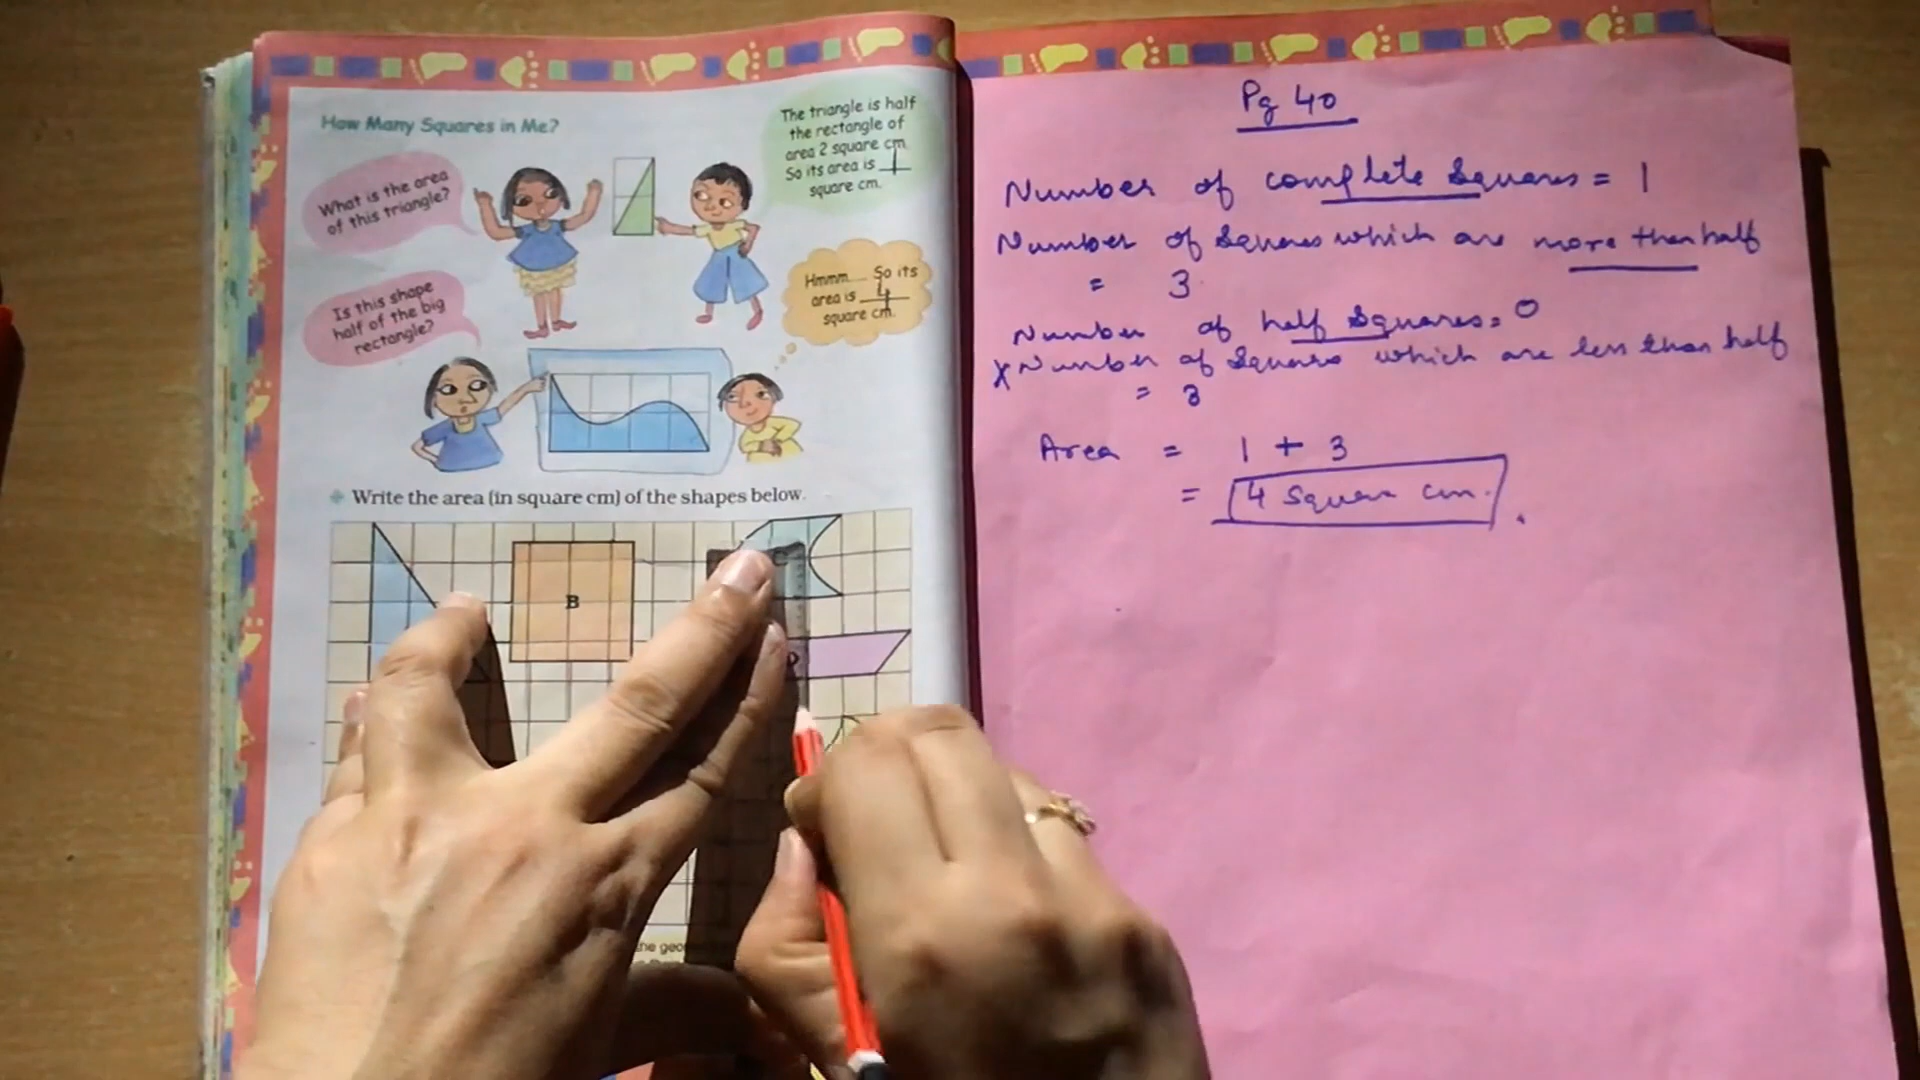 How Many Squares in Me?
What is the area
of this triangle?
The triangle is half
the rectangle of
area 2 square cm.
So its area is 1
square cm.
Is this shape
half of the big
rectangle?
Hmmm.... So its
area is 4
square cm.
Write the area (in square cm) of the shapes below.
B
C
D
the geo
Pg 40
Number of complete squares = 1
Number of squares which are more than half
= 3
Number of half squares = 0
x Number of squares which are less than half
= 3
Area = 1 + 3
= 4 square cm.